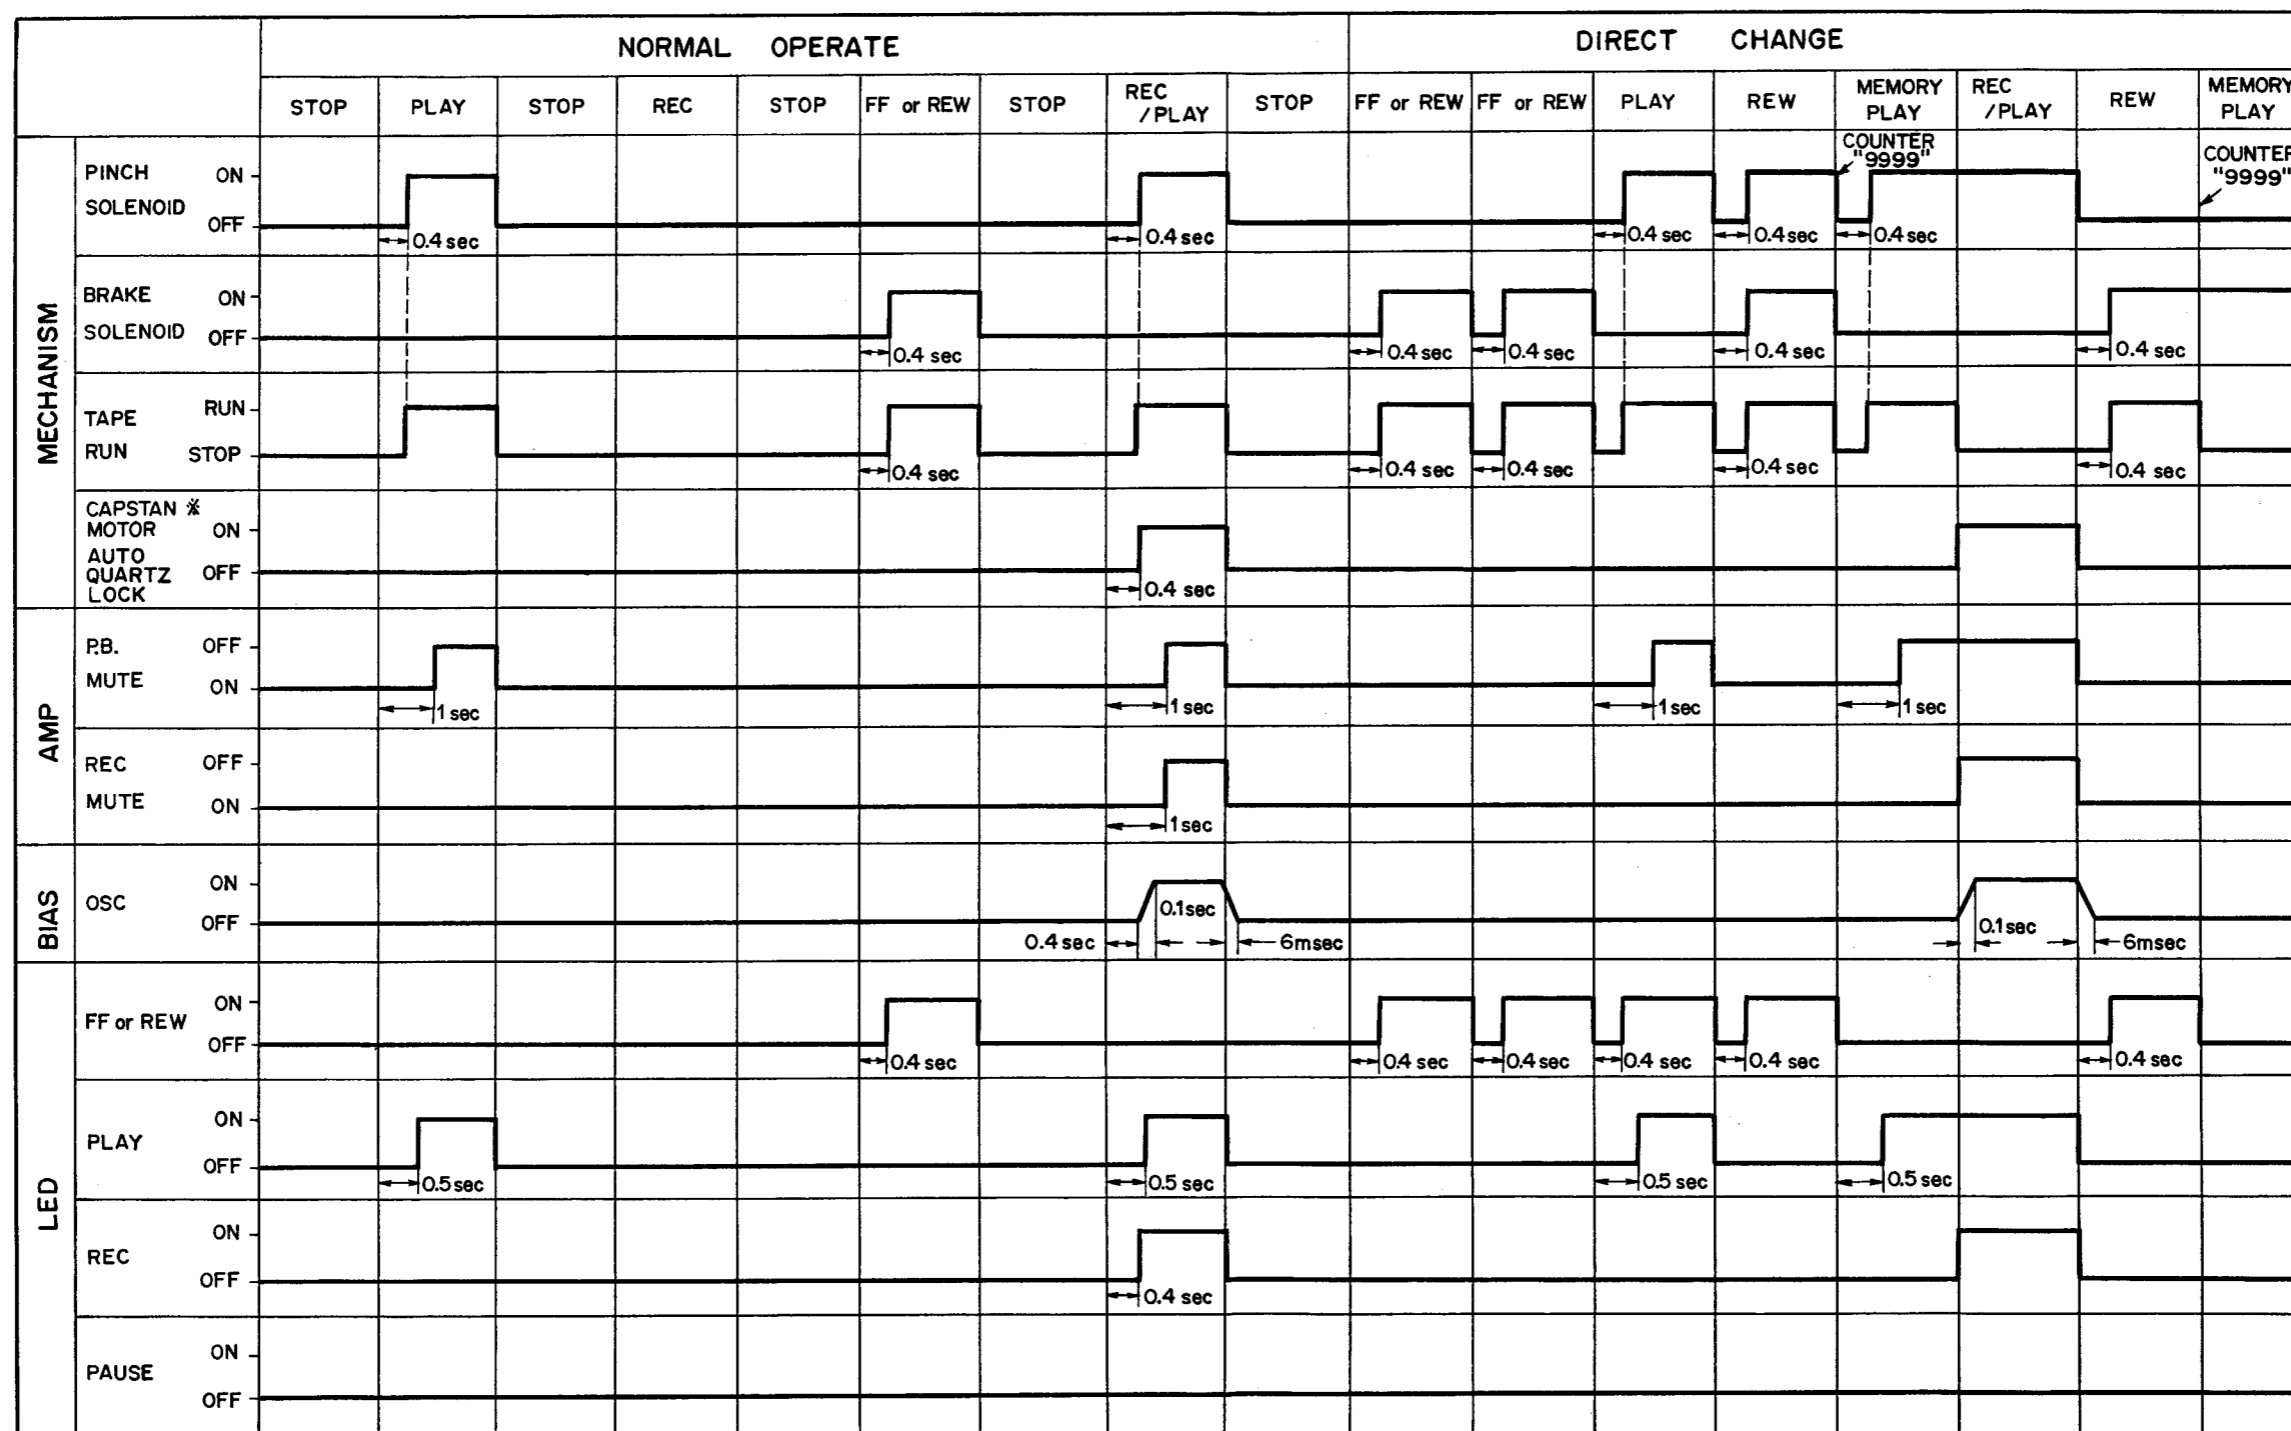 NORMAL OPERATE
DIRECT CHANGE
STOP
PLAY
STOP
REC
STOP
FF or REW
STOP
REC
/PLAY
STOP
FF or REW
FF or REW
PLAY
REW
MEMORY
PLAY
REC
/PLAY
REW
MEMORY
PLAY
MECHANISM
PINCH
SOLENOID
ON
OFF
0.4 sec
0.4 sec
0.4 sec
0.4 sec
0.4 sec
COUNTER
"9999"
COUNTER
"9999"
BRAKE
SOLENOID
ON
OFF
0.4 sec
0.4 sec
0.4 sec
0.4 sec
0.4 sec
TAPE
RUN
RUN
STOP
0.4 sec
0.4 sec
0.4 sec
0.4 sec
0.4 sec
CAPSTAN ※
MOTOR
AUTO
QUARTZ
LOCK
ON
OFF
0.4 sec
AMP
P.B.
MUTE
OFF
ON
1 sec
1 sec
1 sec
1 sec
REC
MUTE
OFF
ON
1 sec
BIAS
OSC
ON
OFF
0.4 sec
0.1 sec
6msec
0.1 sec
6msec
LED
FF or REW
ON
OFF
0.4 sec
0.4 sec
0.4 sec
0.4 sec
0.4 sec
0.4 sec
PLAY
ON
OFF
0.5 sec
0.5 sec
0.5 sec
0.5 sec
REC
ON
OFF
0.4 sec
PAUSE
ON
OFF